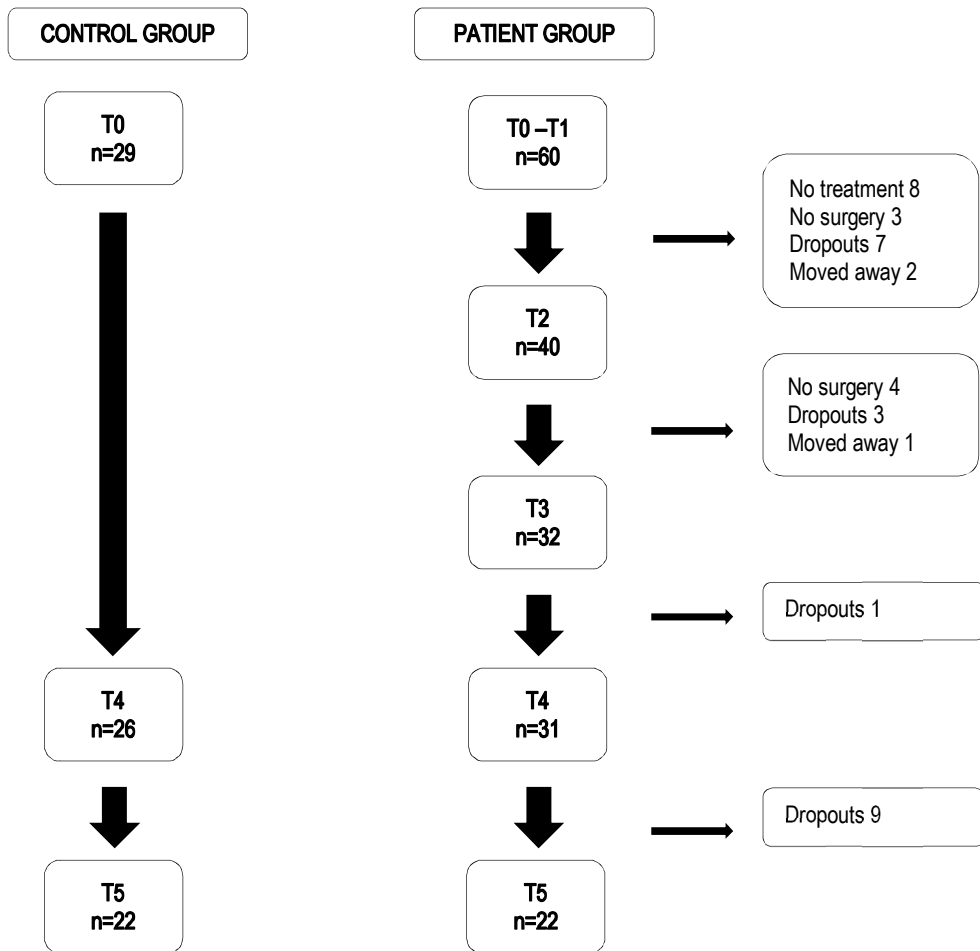 CONTROL GROUP
T0
n=29
T4
n=26
T5
n=22
PATIENT GROUP
T0 –T1
n=60
No treatment 8
No surgery 3
Dropouts 7
Moved away 2
T2
n=40
No surgery 4
Dropouts 3
Moved away 1
T3
n=32
Dropouts 1
T4
n=31
Dropouts 9
T5
n=22